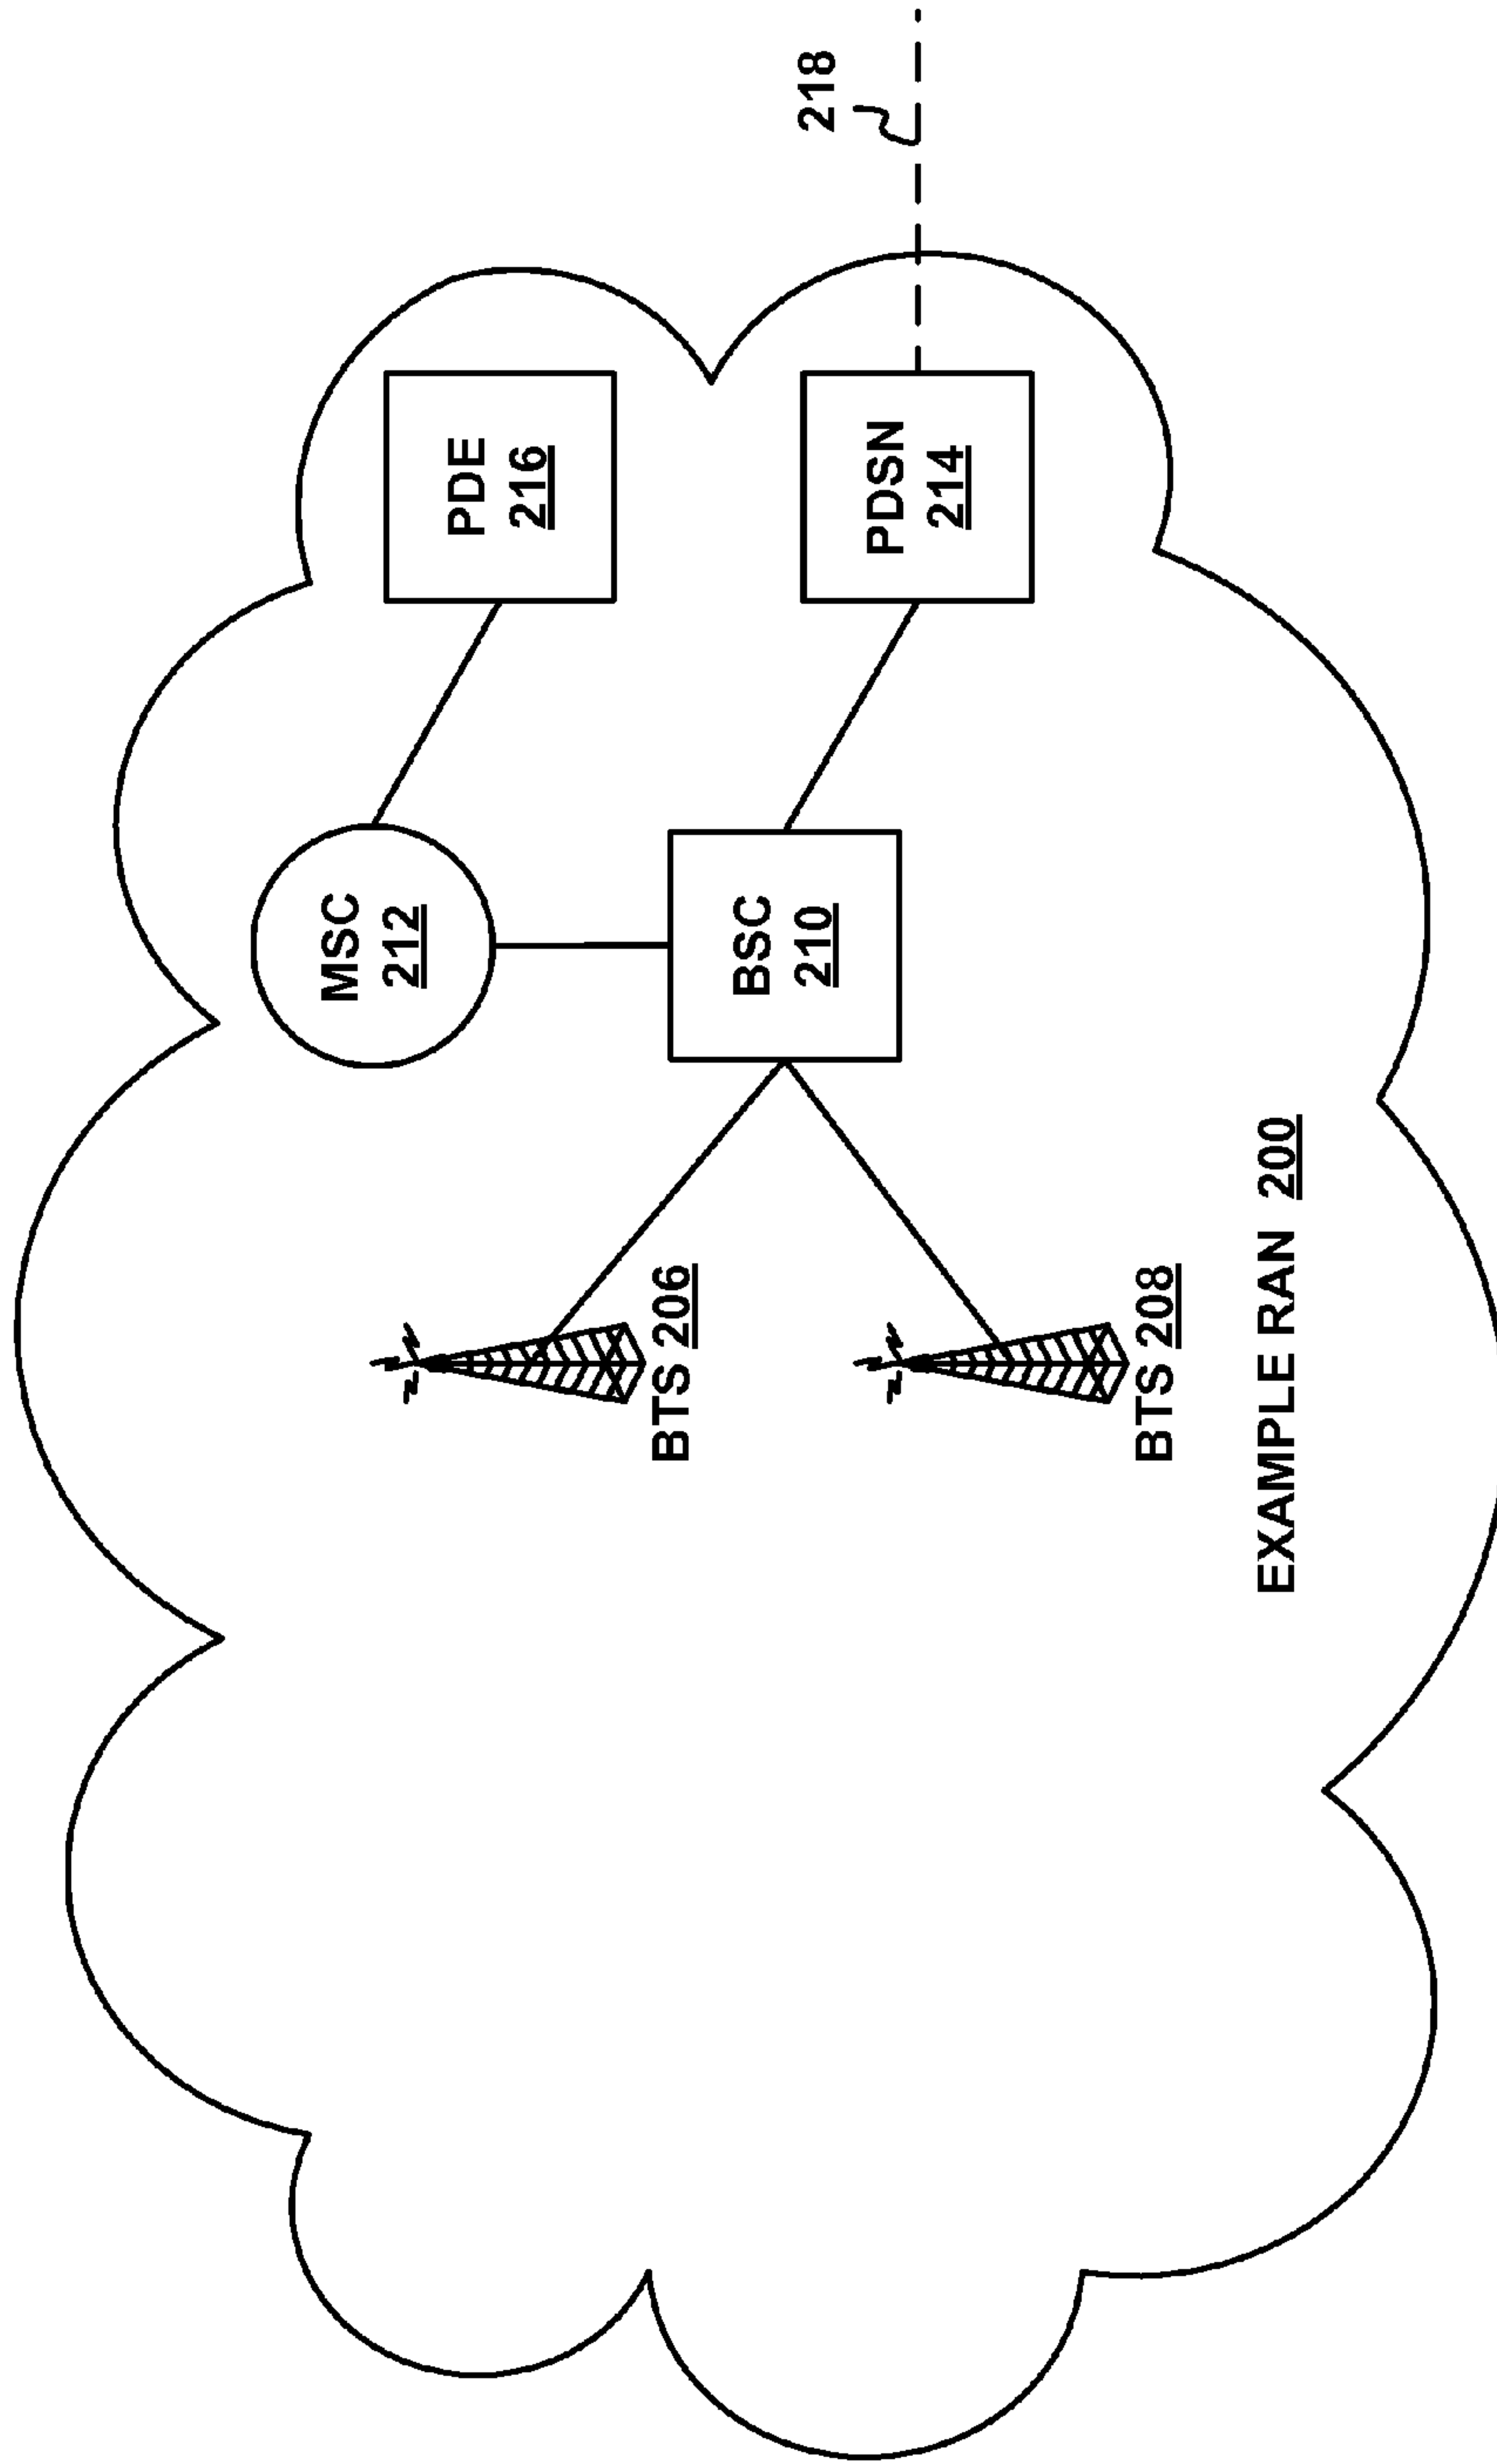 MSC
212
PDE
216
BTS 206
BSC
210
PDSN
214
218
BTS 208
EXAMPLE RAN 200